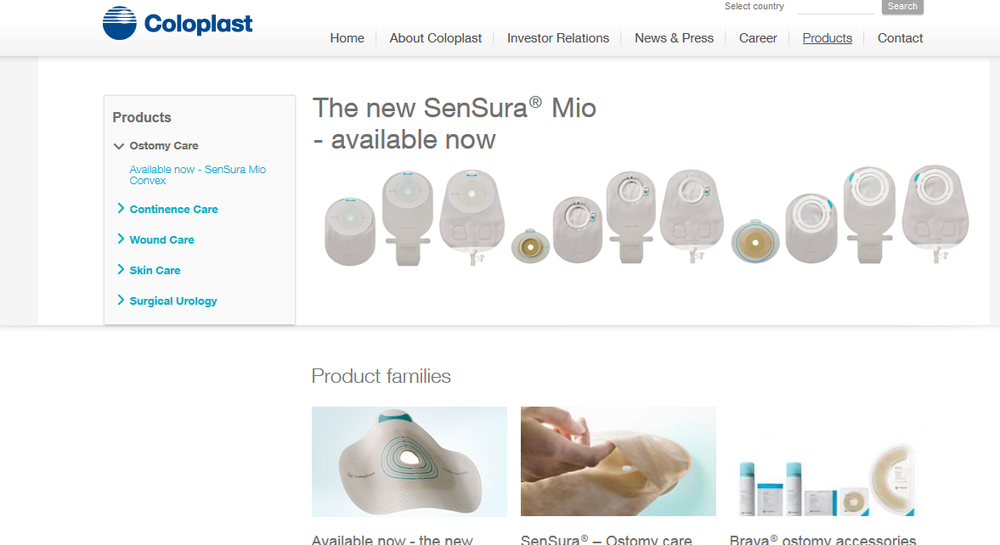 Select country
Search
Coloplast
Home
About Coloplast
Investor Relations
News & Press
Career
Products
Contact
Products
Ostomy Care
Available now - SenSura Mio
Convex
Continence Care
Wound Care
Skin Care
Surgical Urology
The new SenSura® Mio
- available now
Product families
Available now - the new
SenSura® – Ostomy care
Brava® ostomy accessories